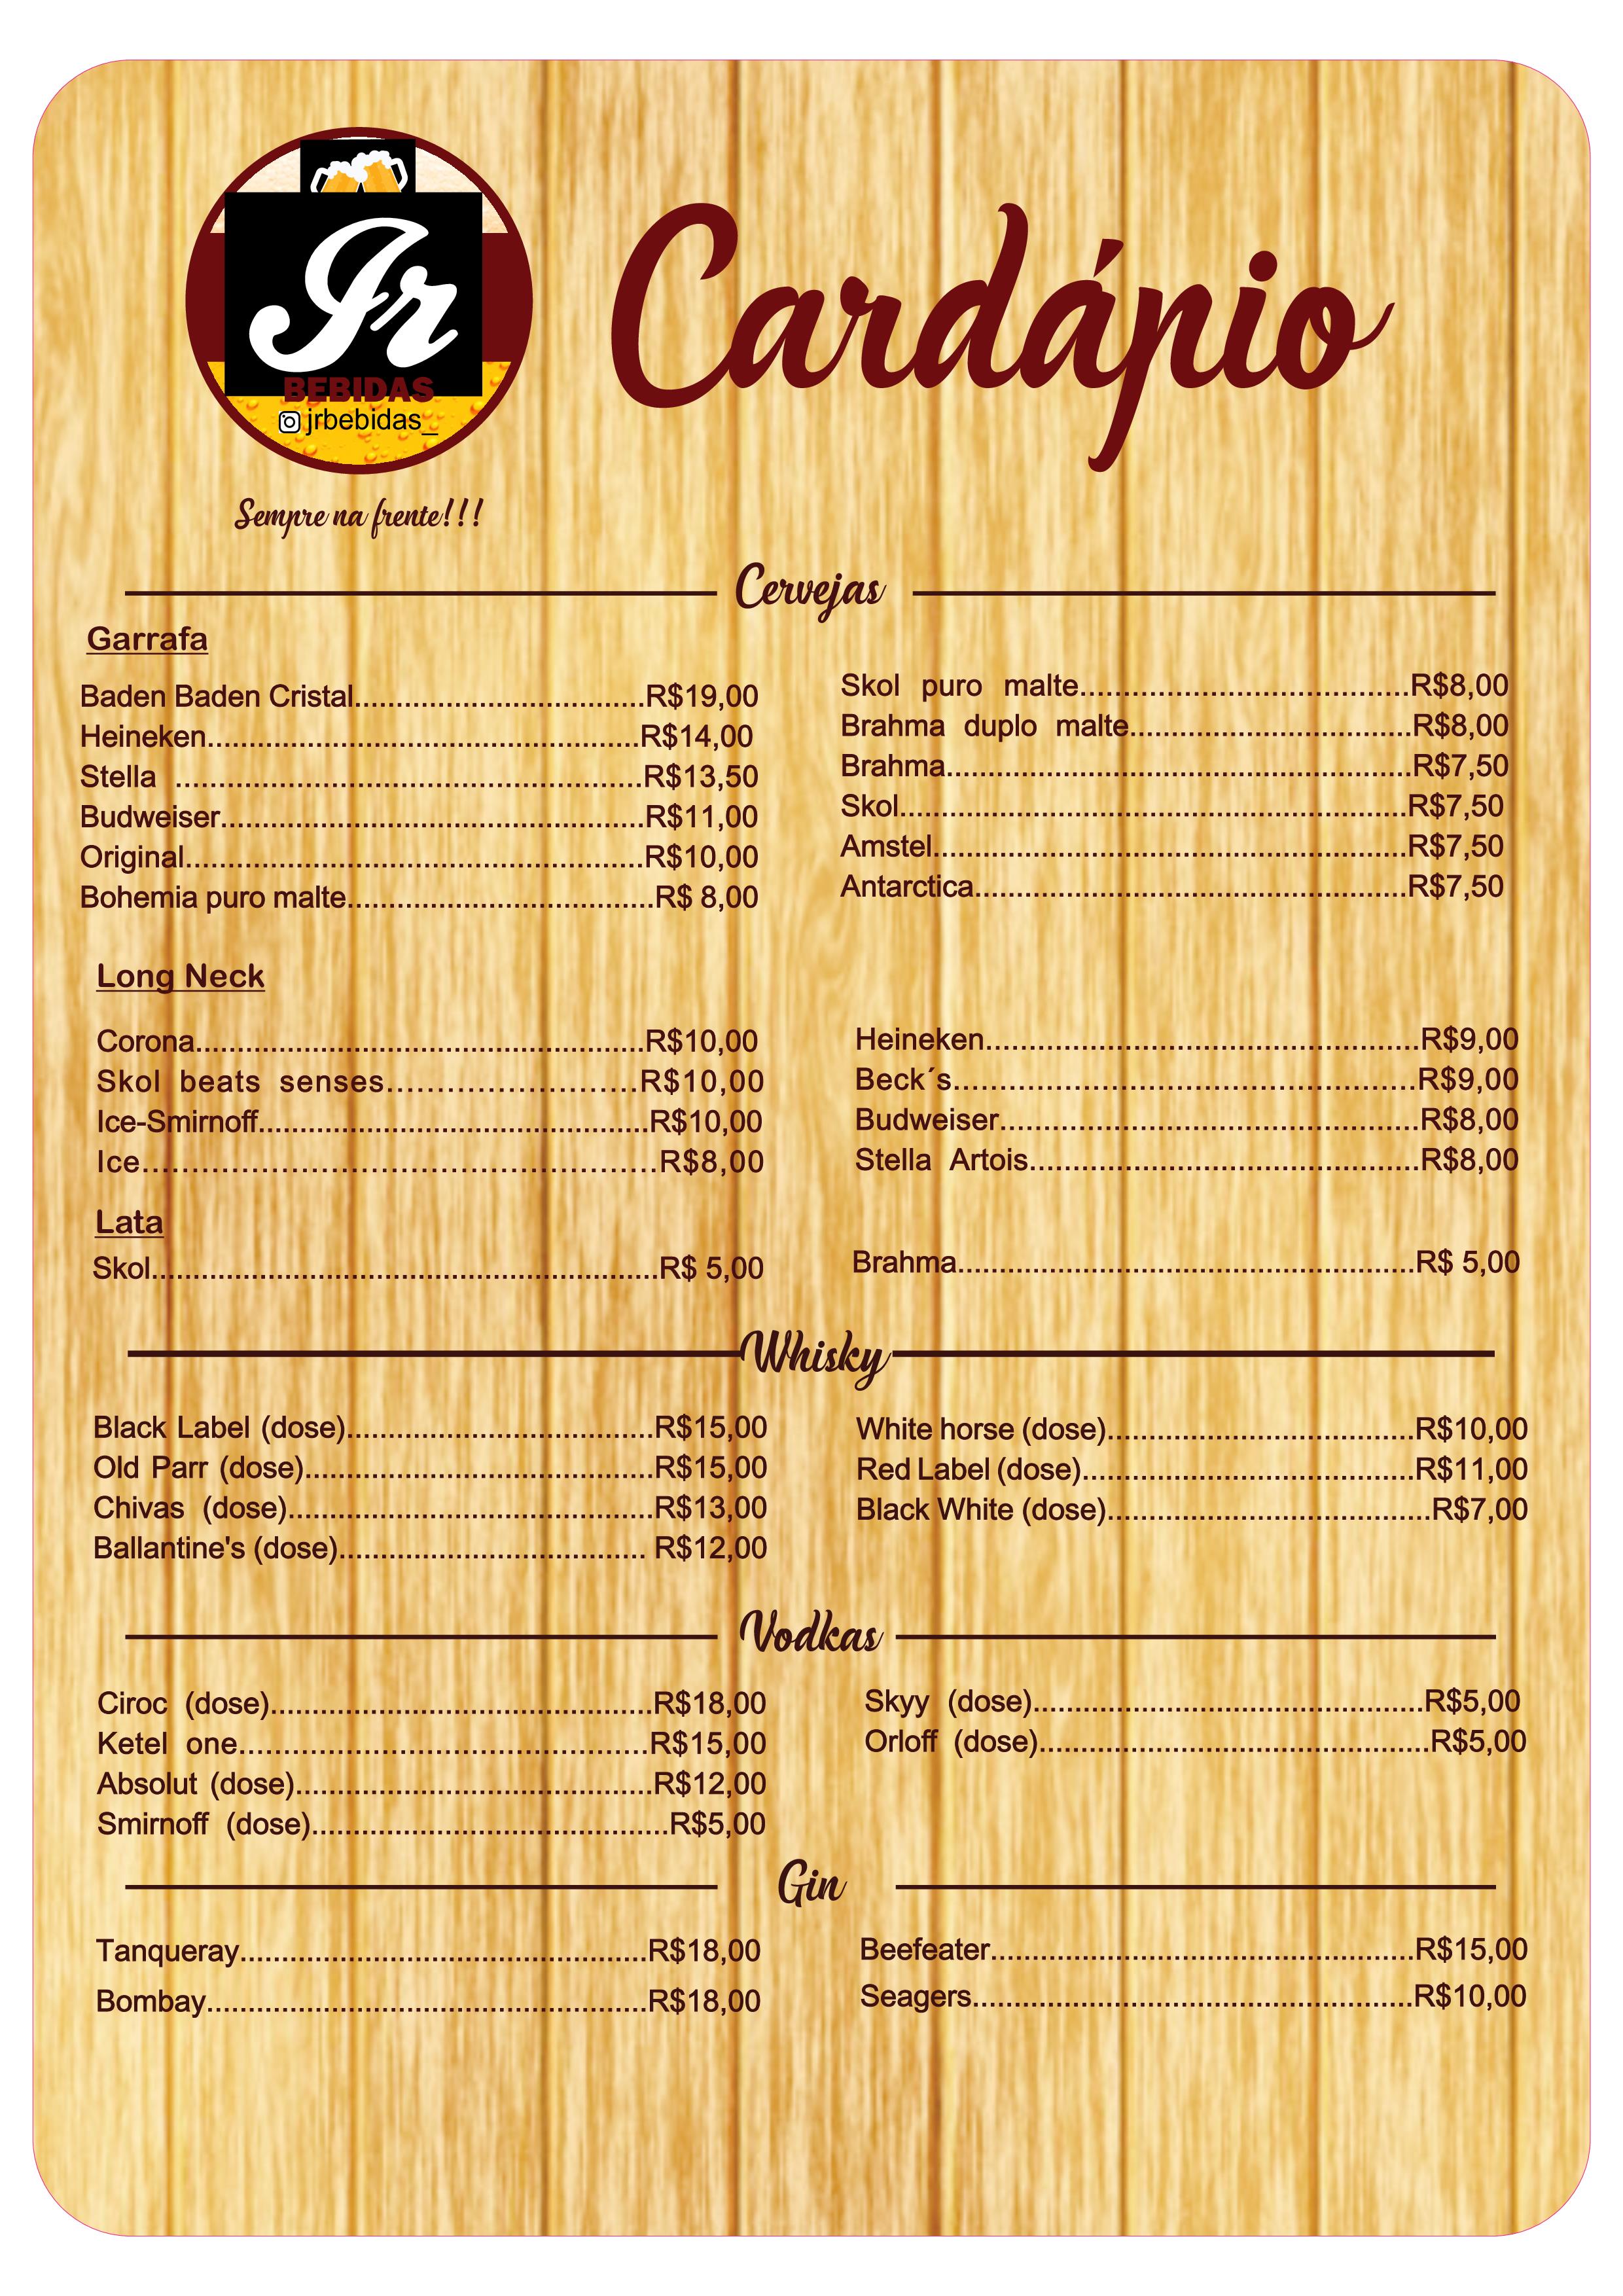 Jr
BEBIDAS
jrbebidas_
Sempre na frente!!!
Cardápio
Cervejas
Garrafa
Baden Baden Cristal..................................R$19,00
Heineken...................................................R$14,00
Stella .......................................................R$13,50
Budweiser..................................................R$11,00
Original......................................................R$10,00
Bohemia puro malte....................................R$ 8,00
Skol puro malte.......................................R$8,00
Brahma duplo malte.................................R$8,00
Brahma.......................................................R$7,50
Skol............................................................R$7,50
Amstel........................................................R$7,50
Antarctica...................................................R$7,50
Long Neck
Corona.....................................................R$10,00
Skol beats senses..........................R$10,00
Ice-Smirnoff..............................................R$10,00
Ice..................................................R$8,00
Heineken...................................................R$9,00
Beck´s......................................................R$9,00
Budweiser.................................................R$8,00
Stella Artois..............................................R$8,00
Lata
Skol............................................................R$ 5,00
Brahma......................................................R$ 5,00
Whisky
Black Label (dose)....................................R$15,00
Old Parr (dose).........................................R$15,00
Chivas (dose)...........................................R$13,00
Ballantine's (dose).................................... R$12,00
White horse (dose)....................................R$10,00
Red Label (dose).......................................R$11,00
Black White (dose)......................................R$7,00
Vodkas
Ciroc (dose).............................................R$18,00
Ketel one................................................R$15,00
Absolut (dose)..........................................R$12,00
Smirnoff (dose)..........................................R$5,00
Skyy (dose)..............................................R$5,00
Orloff (dose)..............................................R$5,00
Gin
Tanqueray................................................R$18,00
Bombay....................................................R$18,00
Beefeater..................................................R$15,00
Seagers....................................................R$10,00